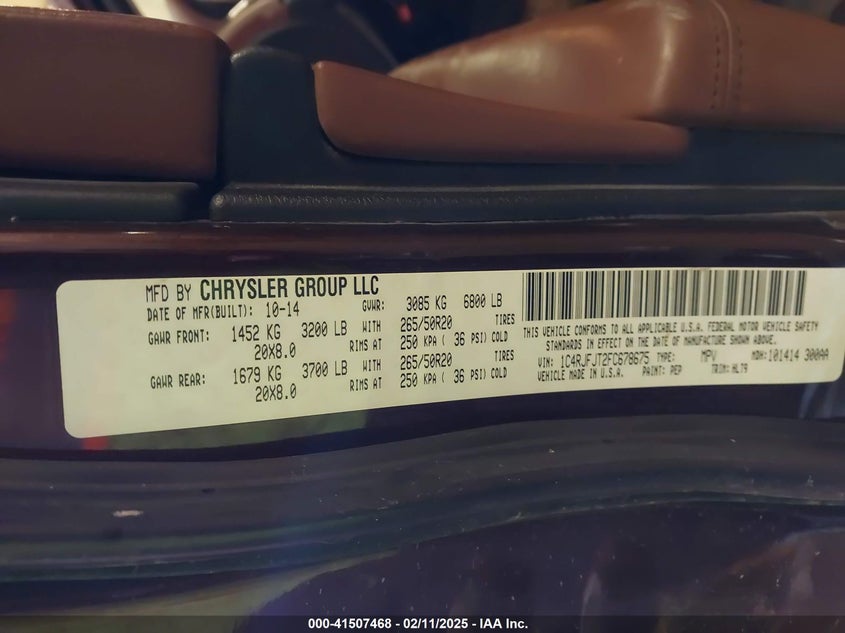 MFD BY CHRYSLER GROUP LLC
DATE OF MFR(BUILT): 10-14 GVWR: 3085 KG 6800 LB
GAWR FRONT: 1452 KG 3200 LB WITH 265/50R20 TIRES
20X8.0 RIMS AT 250 KPA ( 36 PSI) COLD
GAWR REAR: 1679 KG 3700 LB WITH 265/50R20 TIRES
20X8.0 RIMS AT 250 KPA ( 36 PSI) COLD
THIS VEHICLE CONFORMS TO ALL APPLICABLE U.S.A. FEDERAL MOTOR VEHICLE SAFETY
STANDARDS IN EFFECT ON THE DATE OF MANUFACTURE SHOWN ABOVE.
VIN: 1C4RJFJT2FC678675 TYPE: MPV MDH:101414 300AA
VEHICLE MADE IN U.S.A. PAINT: PEP TRIM: HL79
000-41507468 - 02/11/2025 - IAA Inc.